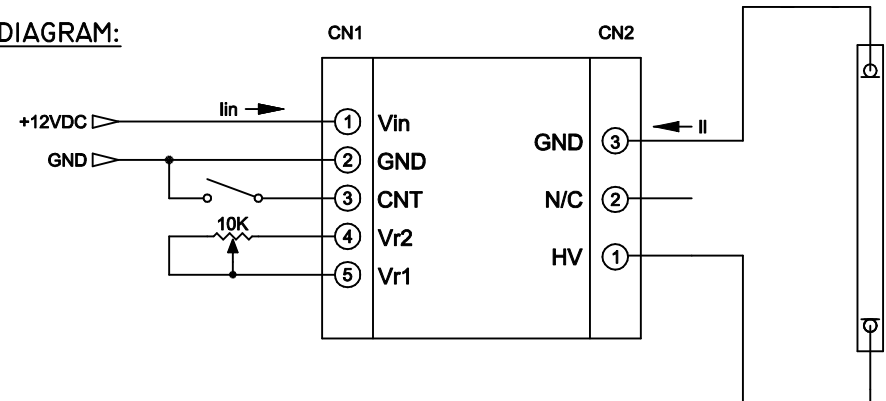 DIAGRAM:
CN1
CN2
Iin
+12VDC
1
Vin
GND
3
Il
GND
2
GND
3
CNT
N/C
2
10K
4
Vr2
HV
1
5
Vr1